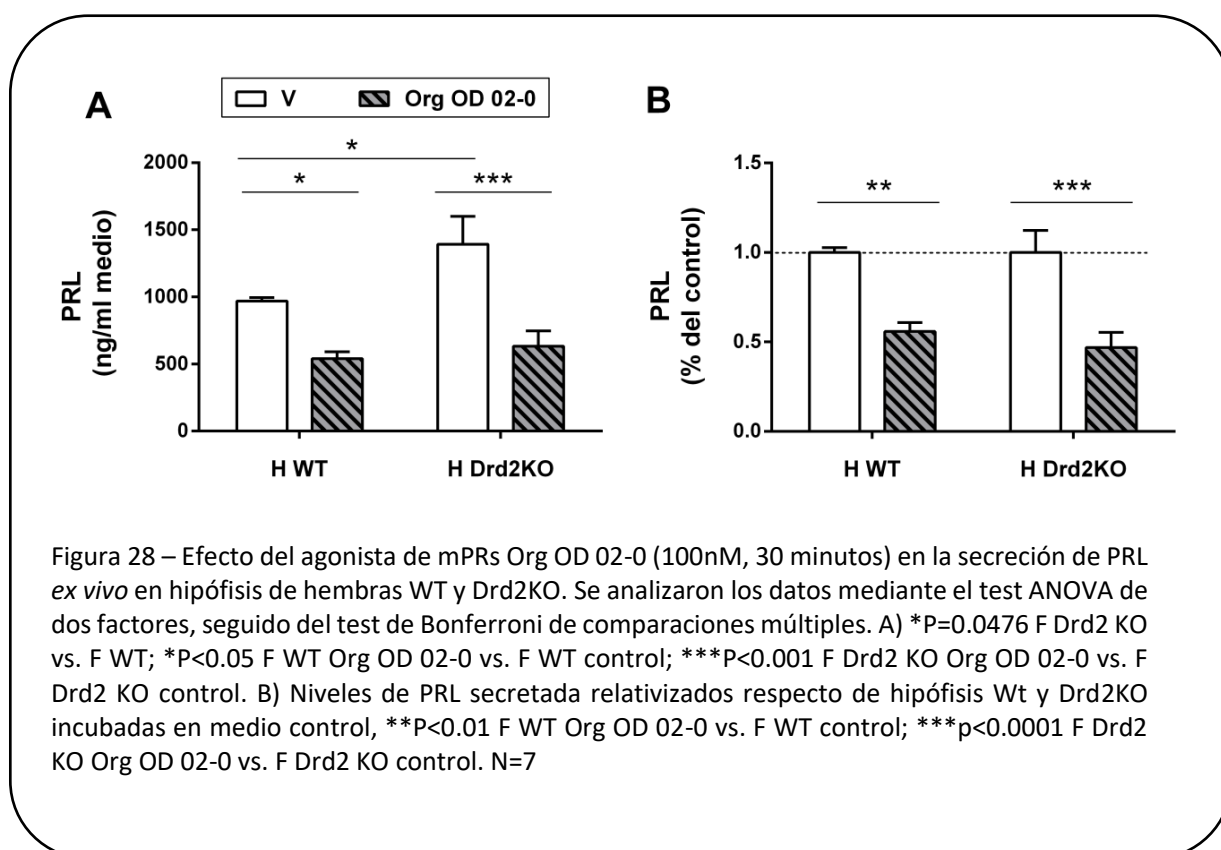 A
V
Org OD 02-0
B
*
*
***
PRL
(ng/ml medio)
2000
1500
1000
500
0
H WT
H Drd2KO
**
***
PRL
(% del control)
1.5
1.0
0.5
0.0
H WT
H Drd2KO
Figura 28 – Efecto del agonista de mPRs Org OD 02-0 (100nM, 30 minutos) en la secreción de PRL
ex vivo en hipófisis de hembras WT y Drd2KO. Se analizaron los datos mediante el test ANOVA de
dos factores, seguido del test de Bonferroni de comparaciones múltiples. A) *P=0.0476 F Drd2 KO
vs. F WT; *P<0.05 F WT Org OD 02-0 vs. F WT control; ***P<0.001 F Drd2 KO Org OD 02-0 vs. F
Drd2 KO control. B) Niveles de PRL secretada relativizados respecto de hipófisis Wt y Drd2KO
incubadas en medio control, **P<0.01 F WT Org OD 02-0 vs. F WT control; ***p<0.0001 F Drd2
KO Org OD 02-0 vs. F Drd2 KO control. N=7